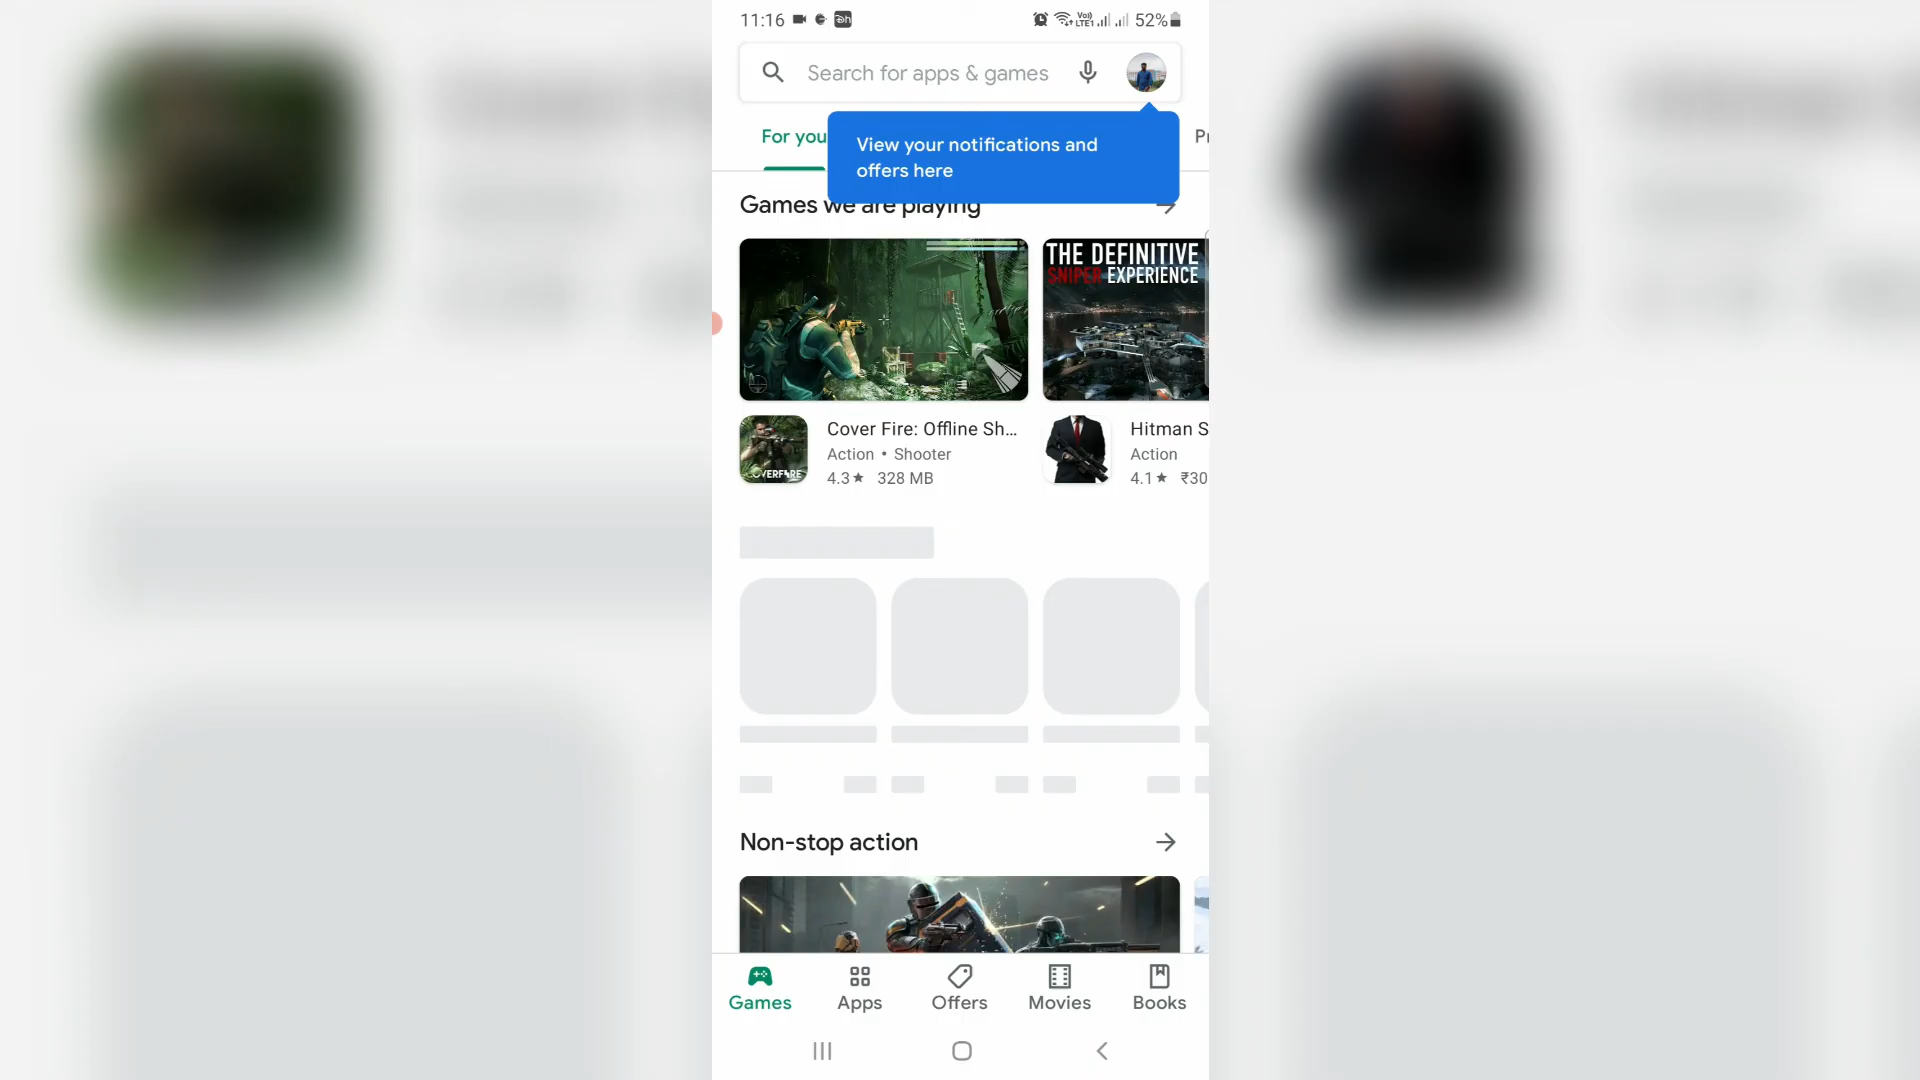 11:16
52%
Search for apps & games
For you
View your notifications and
offers here
Games we are playing
THE DEFINITIVE
SNIPER EXPERIENCE
Cover Fire: Offline Sh...
Action • Shooter
4.3★ 328 MB
Hitman S
Action
4.1★ ₹30
Non-stop action
Games
Apps
Offers
Movies
Books